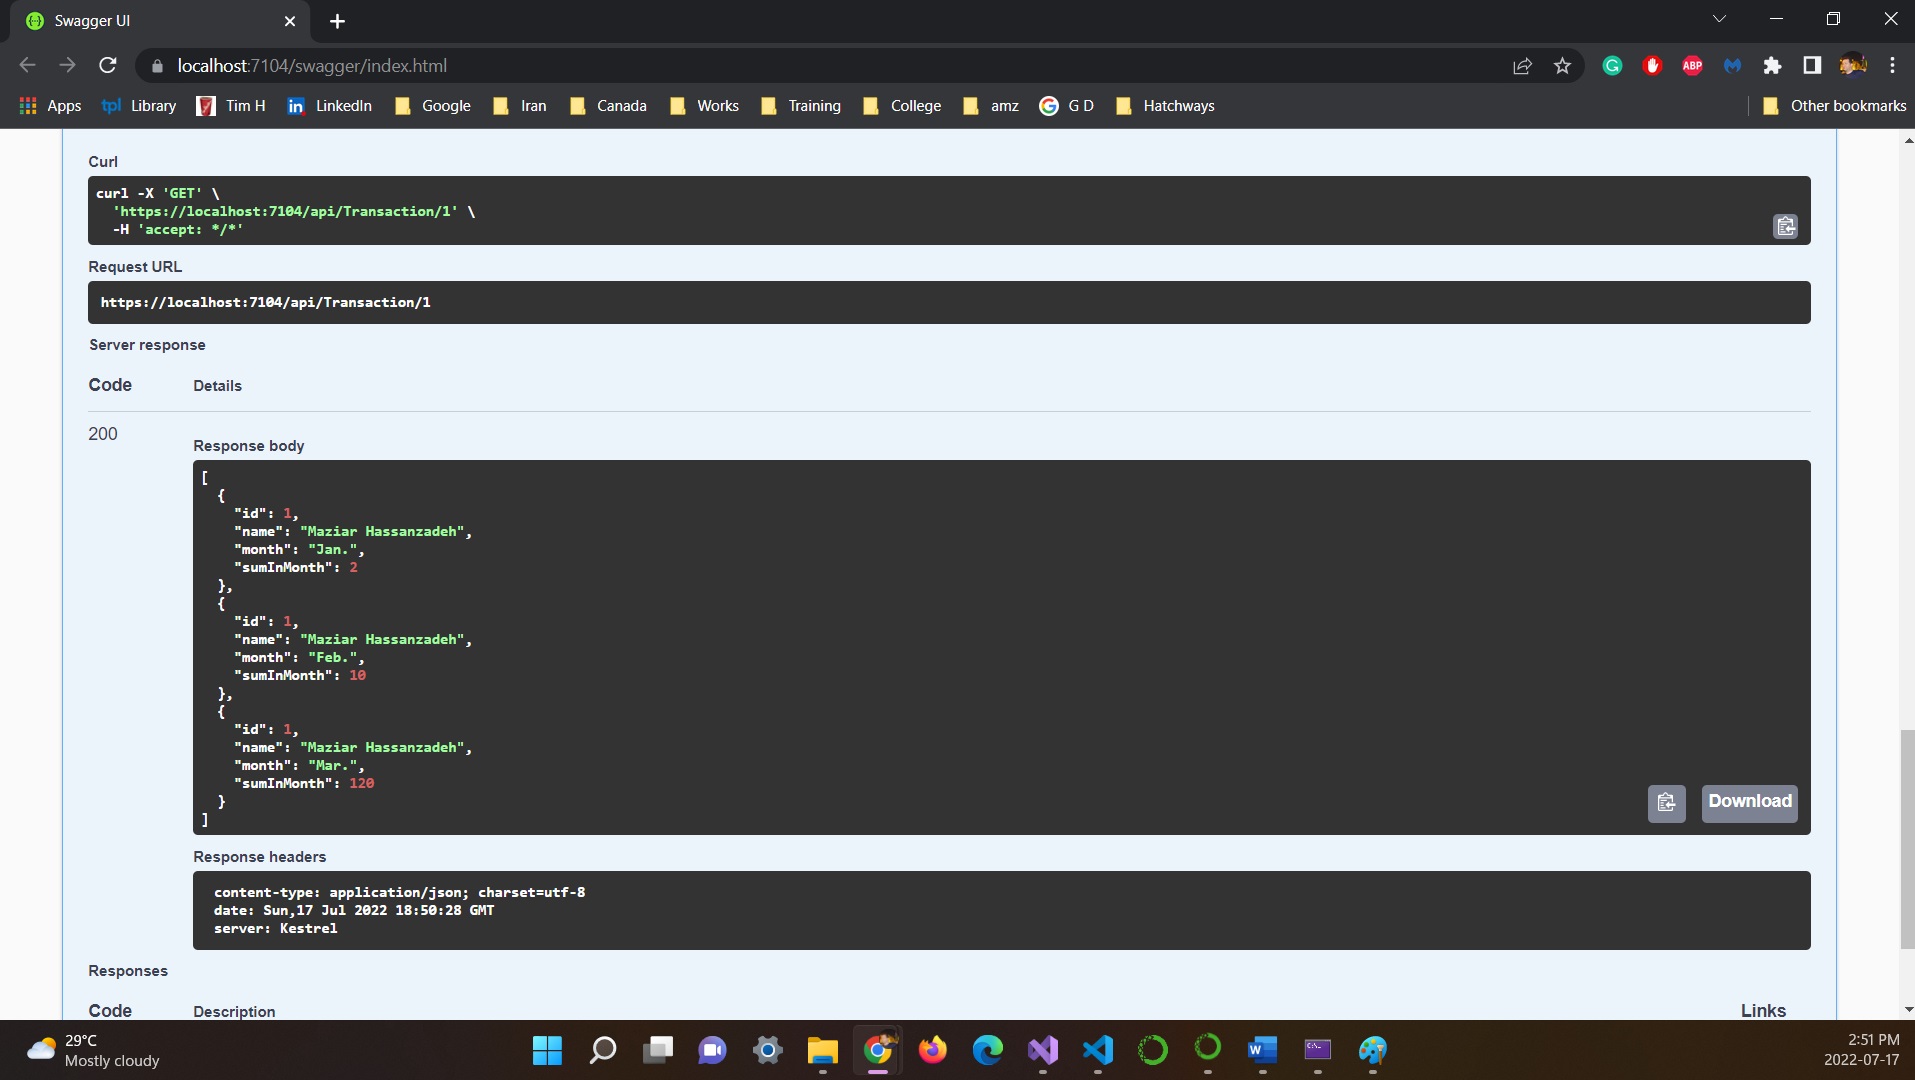 Swagger UI
localhost:7104/swagger/index.html
ABP
Apps
tpl Library
Tim H
in LinkedIn
Google
Iran
Canada
Works
Training
College
amz
G D
Hatchways
Other bookmarks
Curl
curl -X 'GET' \
'https://localhost:7104/api/Transaction/1' \
-H 'accept: */*'
Request URL
https://localhost:7104/api/Transaction/1
Server response
Code Details
200
Response body
[
{
"id": 1,
"name": "Maziar Hassanzadeh",
"month": "Jan.",
"sumInMonth": 2
},
{
"id": 1,
"name": "Maziar Hassanzadeh",
"month": "Feb.",
"sumInMonth": 10
},
{
"id": 1,
"name": "Maziar Hassanzadeh",
"month": "Mar.",
"sumInMonth": 120
}
]
Download
Response headers
content-type: application/json; charset=utf-8
date: Sun,17 Jul 2022 18:50:28 GMT
server: Kestrel
Responses
Code Description Links
29°C
Mostly cloudy
2:51 PM
2022-07-17